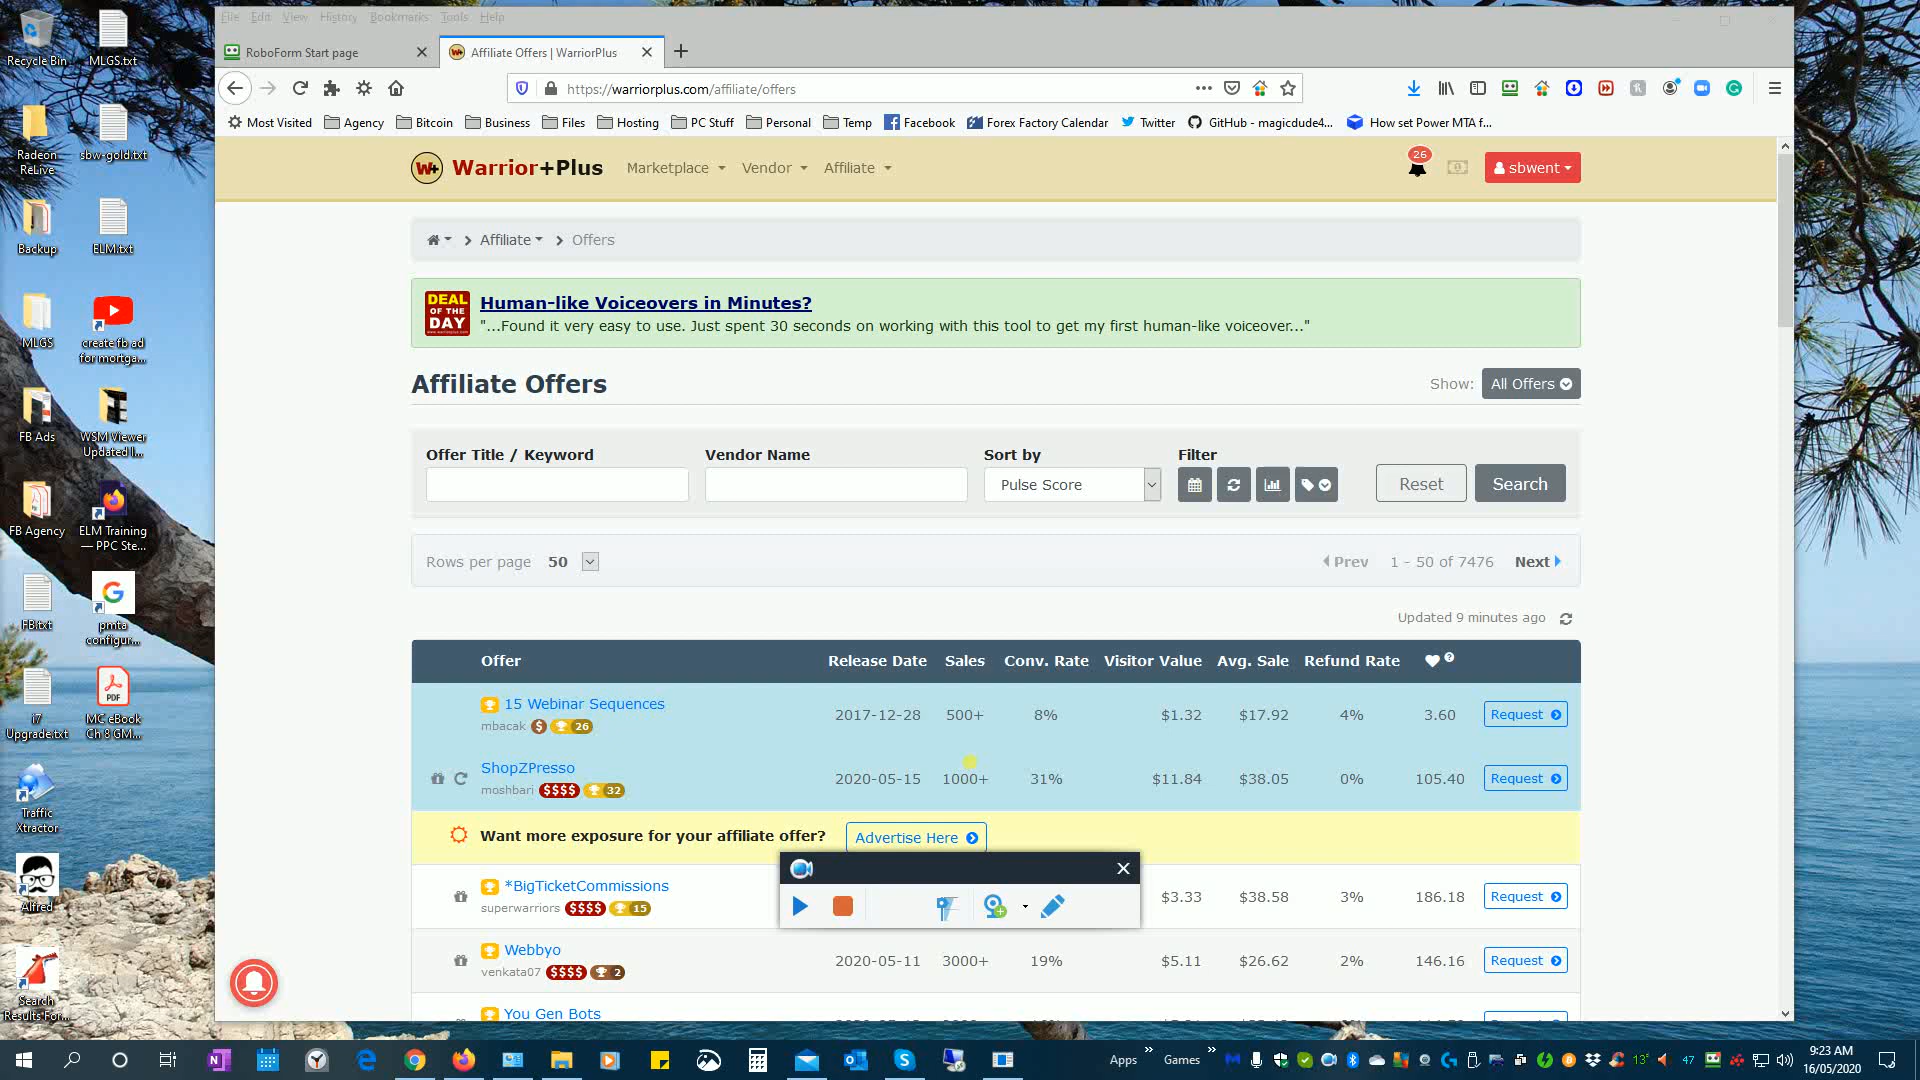 File Edit View History Bookmarks Tools Help
RoboForm Start page
Affiliate Offers | WarriorPlus
https://warriorplus.com/affiliate/offers
Most Visited Agency Bitcoin Business Files Hosting PC Stuff Personal Temp Facebook Forex Factory Calendar Twitter GitHub - magicdude4... How set Power MTA f...
Recycle Bin
MLGS.txt
Radeon ReLive
sbw-gold.txt
Backup
ELM.txt
MLGS
create fb ad for mortga...
FB Ads
WSM Viewer Updated I...
FB Agency
ELM Training — PPC Ste...
FB.txt
pmta configur...
i7 Upgrade.txt
PDF
MC eBook Ch 8 GM...
Traffic Xtractor
Alfred
Search Results For...
W+ Warrior+Plus Marketplace Vendor Affiliate 26 sbwent
Affiliate Offers
DEAL OF THE DAY
Human-like Voiceovers in Minutes?
"...Found it very easy to use. Just spent 30 seconds on working with this tool to get my first human-like voiceover..."
Affiliate Offers Show: All Offers
Offer Title / Keyword Vendor Name Sort by Filter
Pulse Score Reset Search
Rows per page 50 Prev 1 - 50 of 7476 Next
Updated 9 minutes ago
Offer Release Date Sales Conv. Rate Visitor Value Avg. Sale Refund Rate
15 Webinar Sequences
mbacak $ 26
2017-12-28 500+ 8% $1.32 $17.92 4% 3.60 Request
ShopZPresso
moshbari $$$$ 32
2020-05-15 1000+ 31% $11.84 $38.05 0% 105.40 Request
Want more exposure for your affiliate offer? Advertise Here
*BigTicketCommissions
superwarriors $$$$ 15
$3.33 $38.58 3% 186.18 Request
Webbyo
venkata07 $$$$ 2
2020-05-11 3000+ 19% $5.11 $26.62 2% 146.16 Request
You Gen Bots
Apps Games 13° 47
9:23 AM
16/05/2020